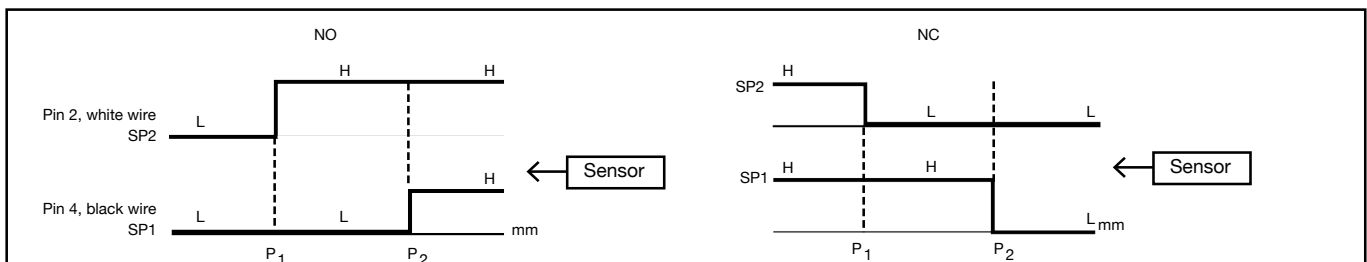 NO
H H
Pin 2, white wire
SP2
L
Sensor
H
Pin 4, black wire
SP1
L L
mm
P1 P2
NC
H
SP2
L L
Sensor
H H
SP1
L mm
P1 P2